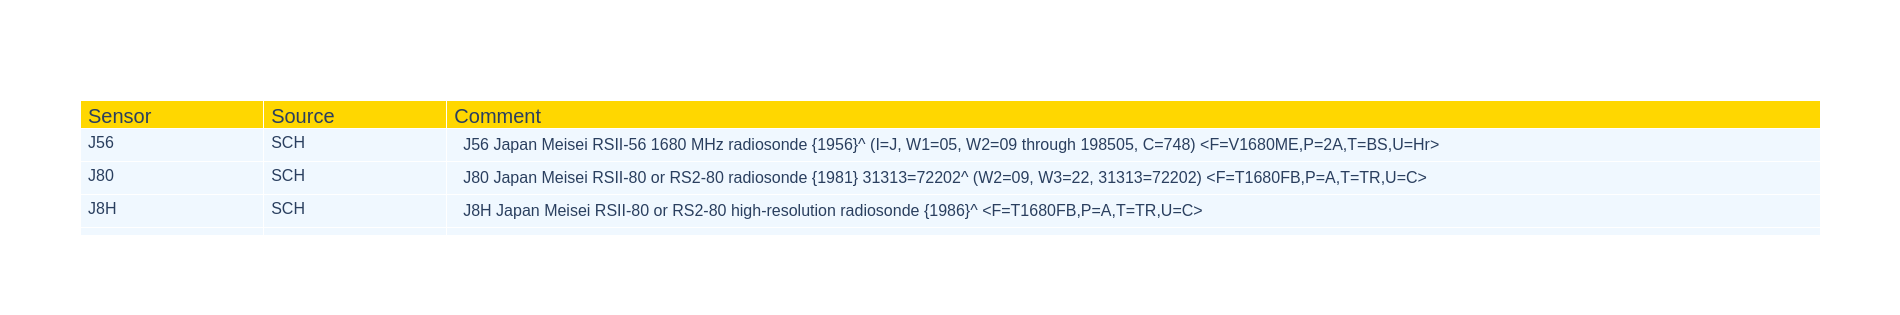 Sensor Source Comment
J56 SCH J56 Japan Meisei RSII-56 1680 MHz radiosonde {1956}^ (I=J, W1=05, W2=09 through 198505, C=748) <F=V1680ME,P=2A,T=BS,U=Hr>
J80 SCH J80 Japan Meisei RSII-80 or RS2-80 radiosonde {1981} 31313=72202^ (W2=09, W3=22, 31313=72202) <F=T1680FB,P=A,T=TR,U=C>
J8H SCH J8H Japan Meisei RSII-80 or RS2-80 high-resolution radiosonde {1986}^ <F=T1680FB,P=A,T=TR,U=C>